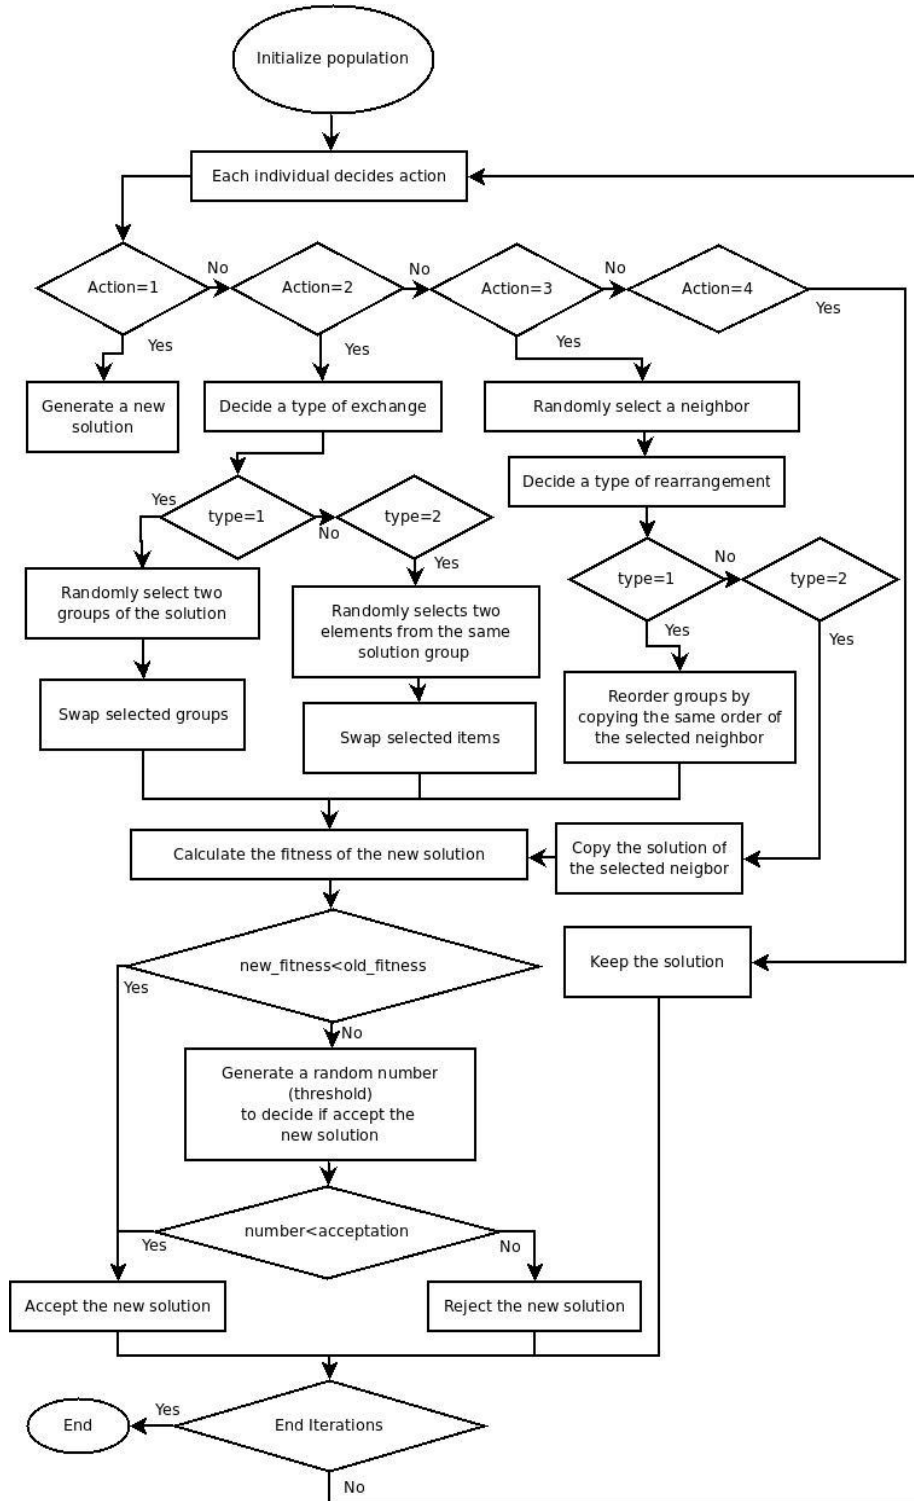 Initialize population
Each individual decides action
Action=1
No
Action=2
No
Action=3
No
Action=4
Yes
Yes
Yes
Yes
Generate a new
solution
Decide a type of exchange
Randomly select a neighbor
Decide a type of rearrangement
Yes
type=1
No
type=2
Yes
type=1
No
type=2
Yes
Yes
Randomly select two
groups of the solution
Randomly selects two
elements from the same
solution group
Swap selected groups
Swap selected items
Reorder groups by
copying the same order of
the selected neighbor
Calculate the fitness of the new solution
Copy the solution of
the selected neigbor
new_fitness<old_fitness
Yes
No
Keep the solution
Generate a random number
(threshold)
to decide if accept the
new solution
number<acceptation
Yes
No
Accept the new solution
Reject the new solution
End Iterations
Yes
End
No